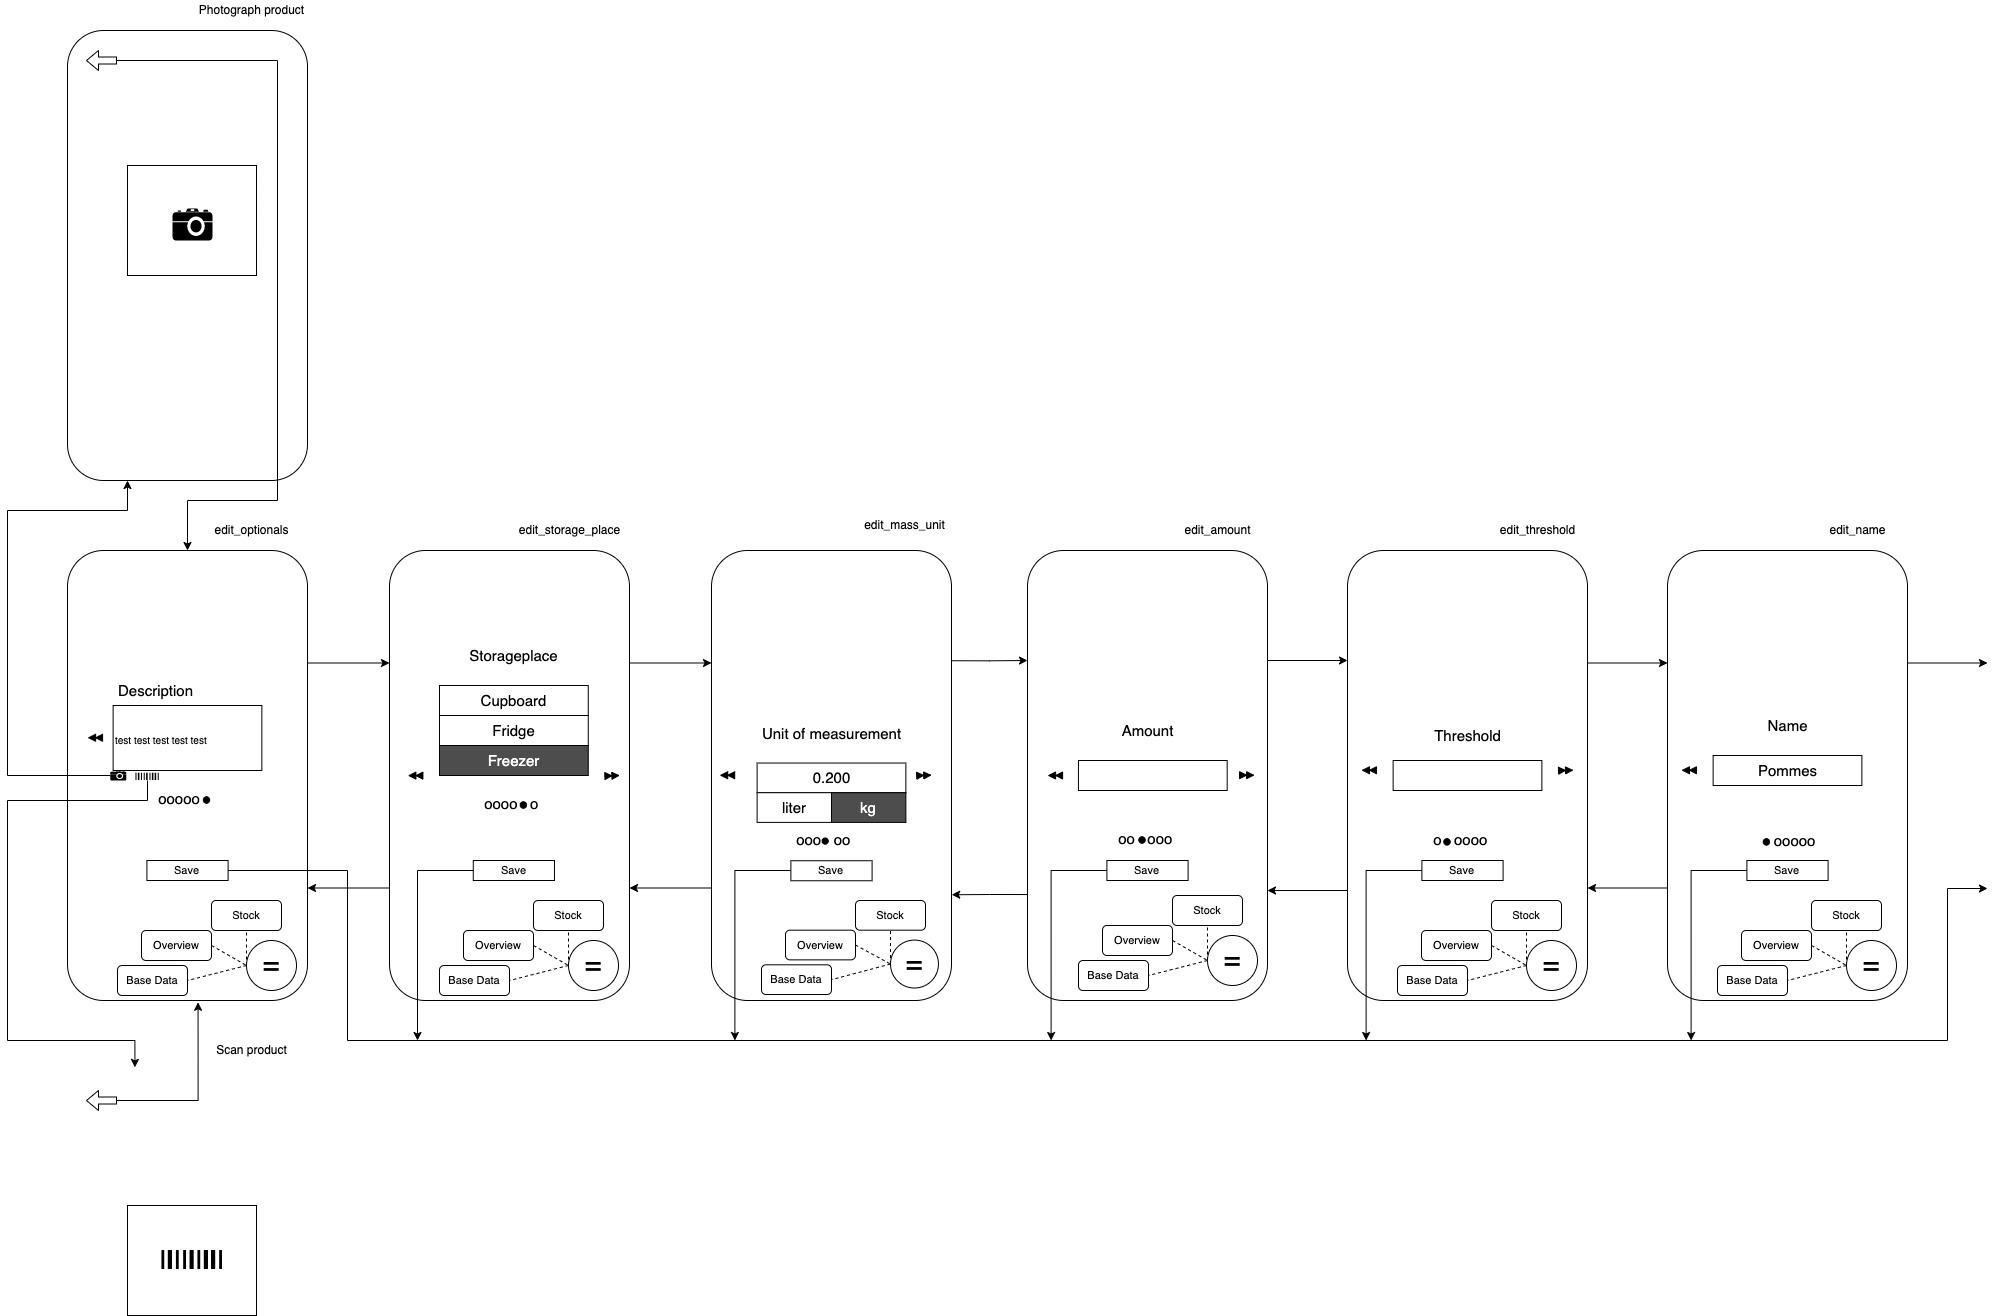 Photograph product
edit_optionals
Description
test test test test test
ooooo●
Save
Stock
Overview
Base Data
=
edit_storage_place
Storageplace
Cupboard
Fridge
Freezer
oooo●o
Save
Stock
Overview
Base Data
=
edit_mass_unit
Unit of measurement
0.200
liter kg
ooo● oo
Save
Stock
Overview
Base Data
=
edit_amount
Amount
oo ●ooo
Save
Stock
Overview
Base Data
=
edit_threshold
Threshold
o● oooo
Save
Stock
Overview
Base Data
=
edit_name
Name
Pommes
● ooooo
Save
Stock
Overview
Base Data
=
Scan product